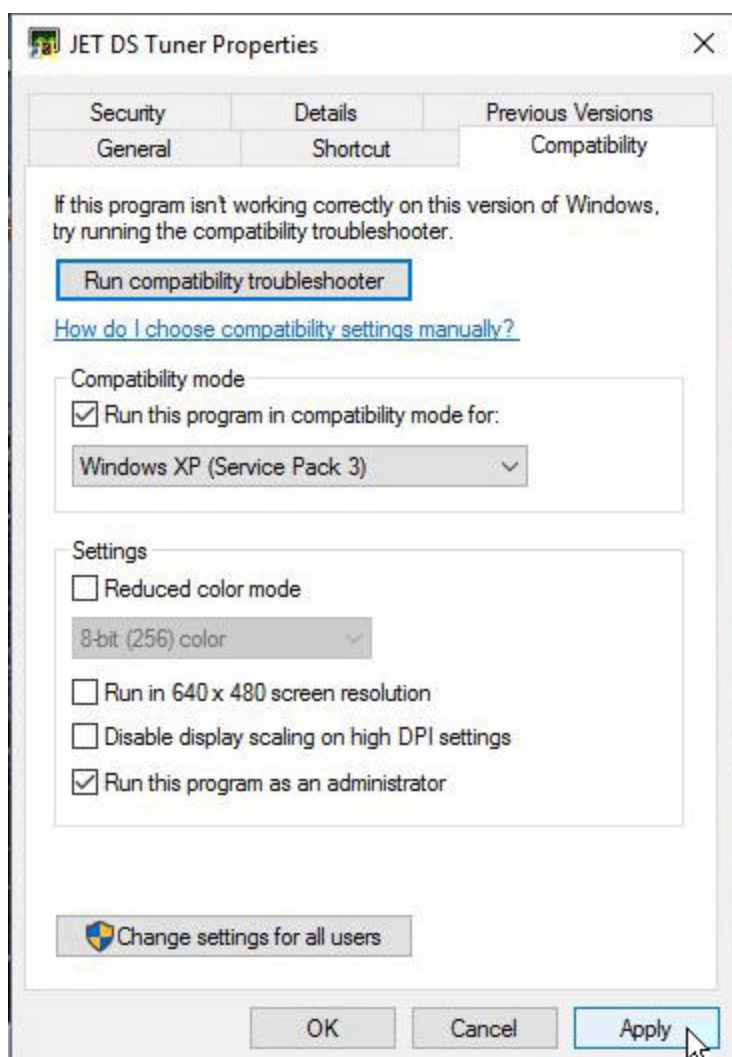 JET DS Tuner Properties
Security Details Previous Versions
General Shortcut Compatibility
If this program isn't working correctly on this version of Windows,
try running the compatibility troubleshooter.
Run compatibility troubleshooter
How do I choose compatibility settings manually?
Compatibility mode
Run this program in compatibility mode for:
Windows XP (Service Pack 3)
Settings
Reduced color mode
8-bit (256) color
Run in 640 x 480 screen resolution
Disable display scaling on high DPI settings
Run this program as an administrator
Change settings for all users
OK Cancel Apply